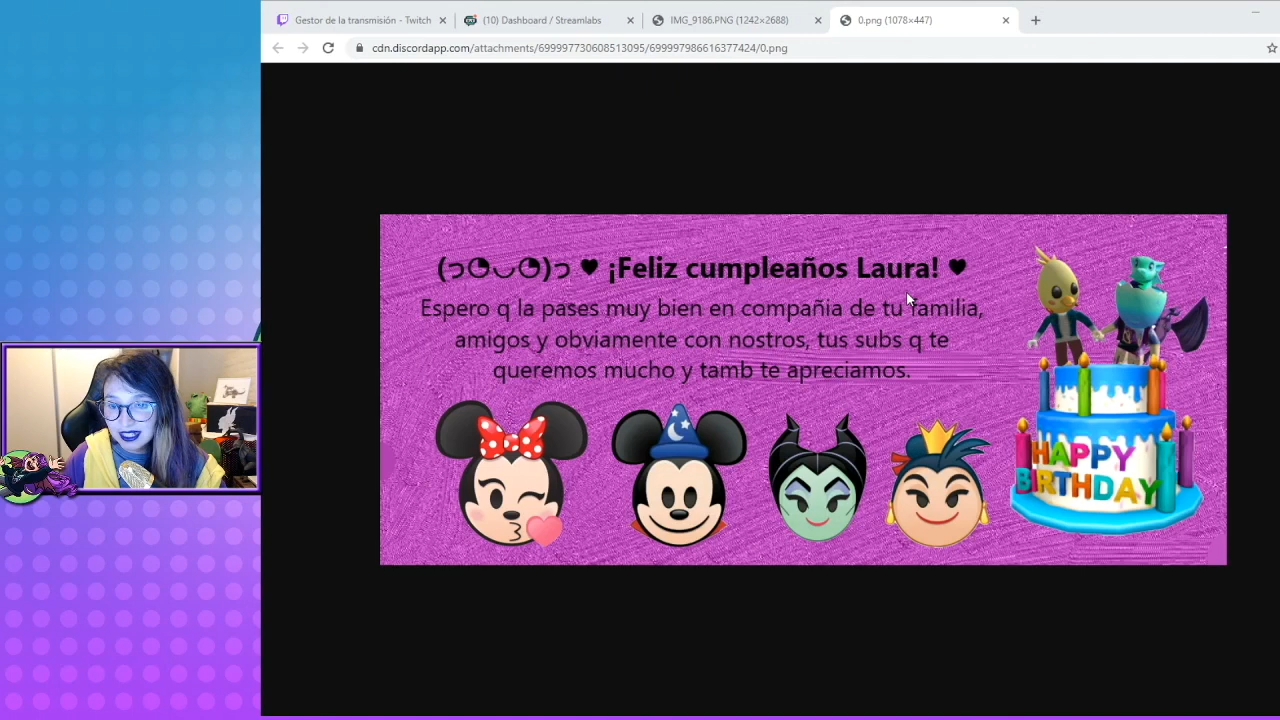 Gestor de la transmisión - Twitch
(10) Dashboard / Streamlabs
IMG_9186.PNG (1242×2688)
0.png (1078×447)
cdn.discordapp.com/attachments/699997730608513095/699997986616377424/0.png
(っ◔◡◔)っ ♥ ¡Feliz cumpleaños Laura! ♥
Espero q la pases muy bien en compañia de tu familia,
amigos y obviamente con nostros, tus subs q te
queremos mucho y tamb te apreciamos.
HAPPY
BIRTHDAY